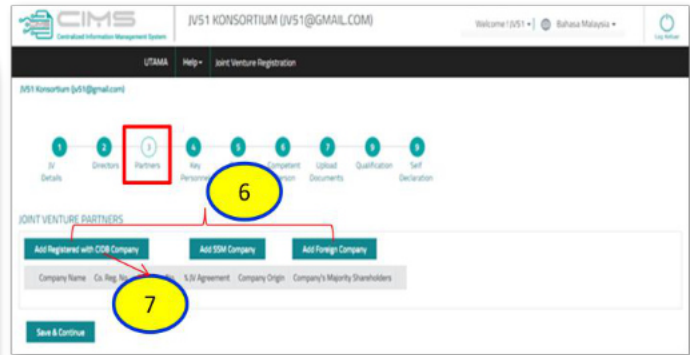 CIMS
Centralized Information Management System
JV51 KONSORTIUM (JV51@GMAIL.COM)
Welcome ! JV51
Bahasa Malaysia
Log Keluar
UTAMA Help Joint Venture Registration
JV51 Konsortium (jv51@gmail.com)
1 2 3 4 5 6 7 8 9
JV Details
Directors
Partners
Key Personnel
Competent Person
Upload Documents
Qualification
Self Declaration
6
JOINT VENTURE PARTNERS
Add Registered with CIDB Company
Add SSM Company
Add Foreign Company
Company Name Co. Reg. No. % JV Agreement Company Origin Company's Majority Shareholders
7
Save & Continue